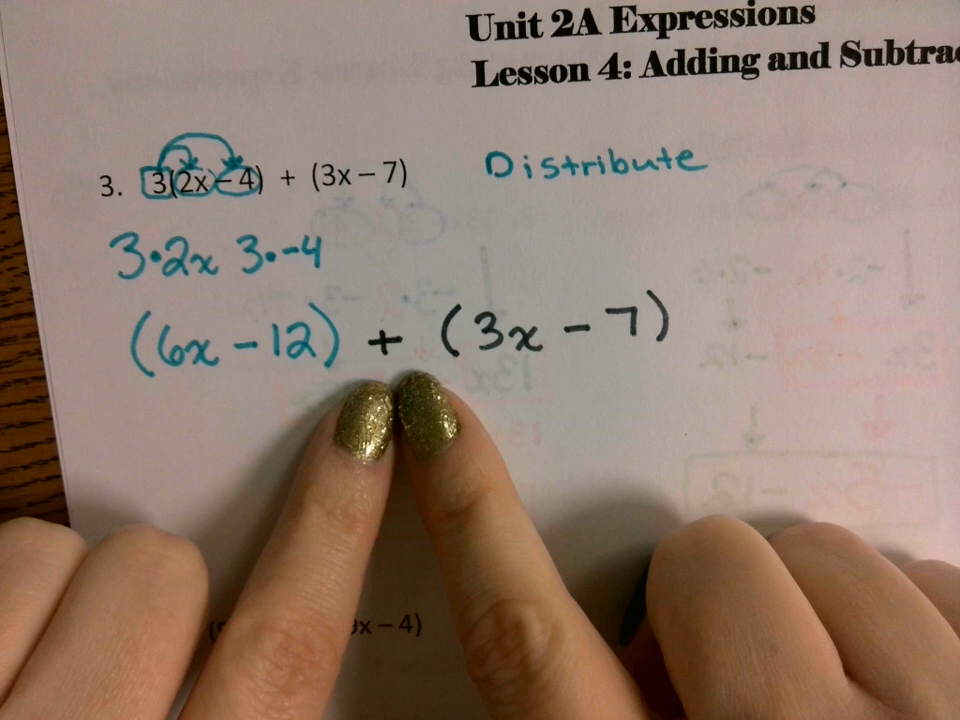 Unit 2A Expressions
Lesson 4: Adding and
3. 3(2x – 4) + (3x – 7) Distribute
3•2x 3•-4
(6x - 12) + (3x - 7)
x – 4)